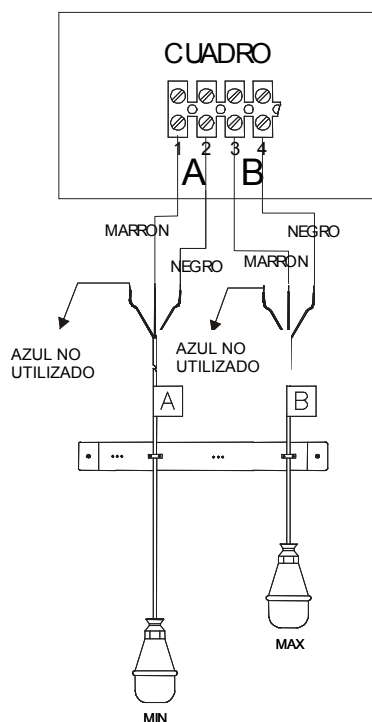 CUADRO
1 2 3 4
A B
MARRON
NEGRO
NEGRO
MARRON
AZUL NO
UTILIZADO
AZUL NO
UTILIZADO
A
B
MAX
MIN